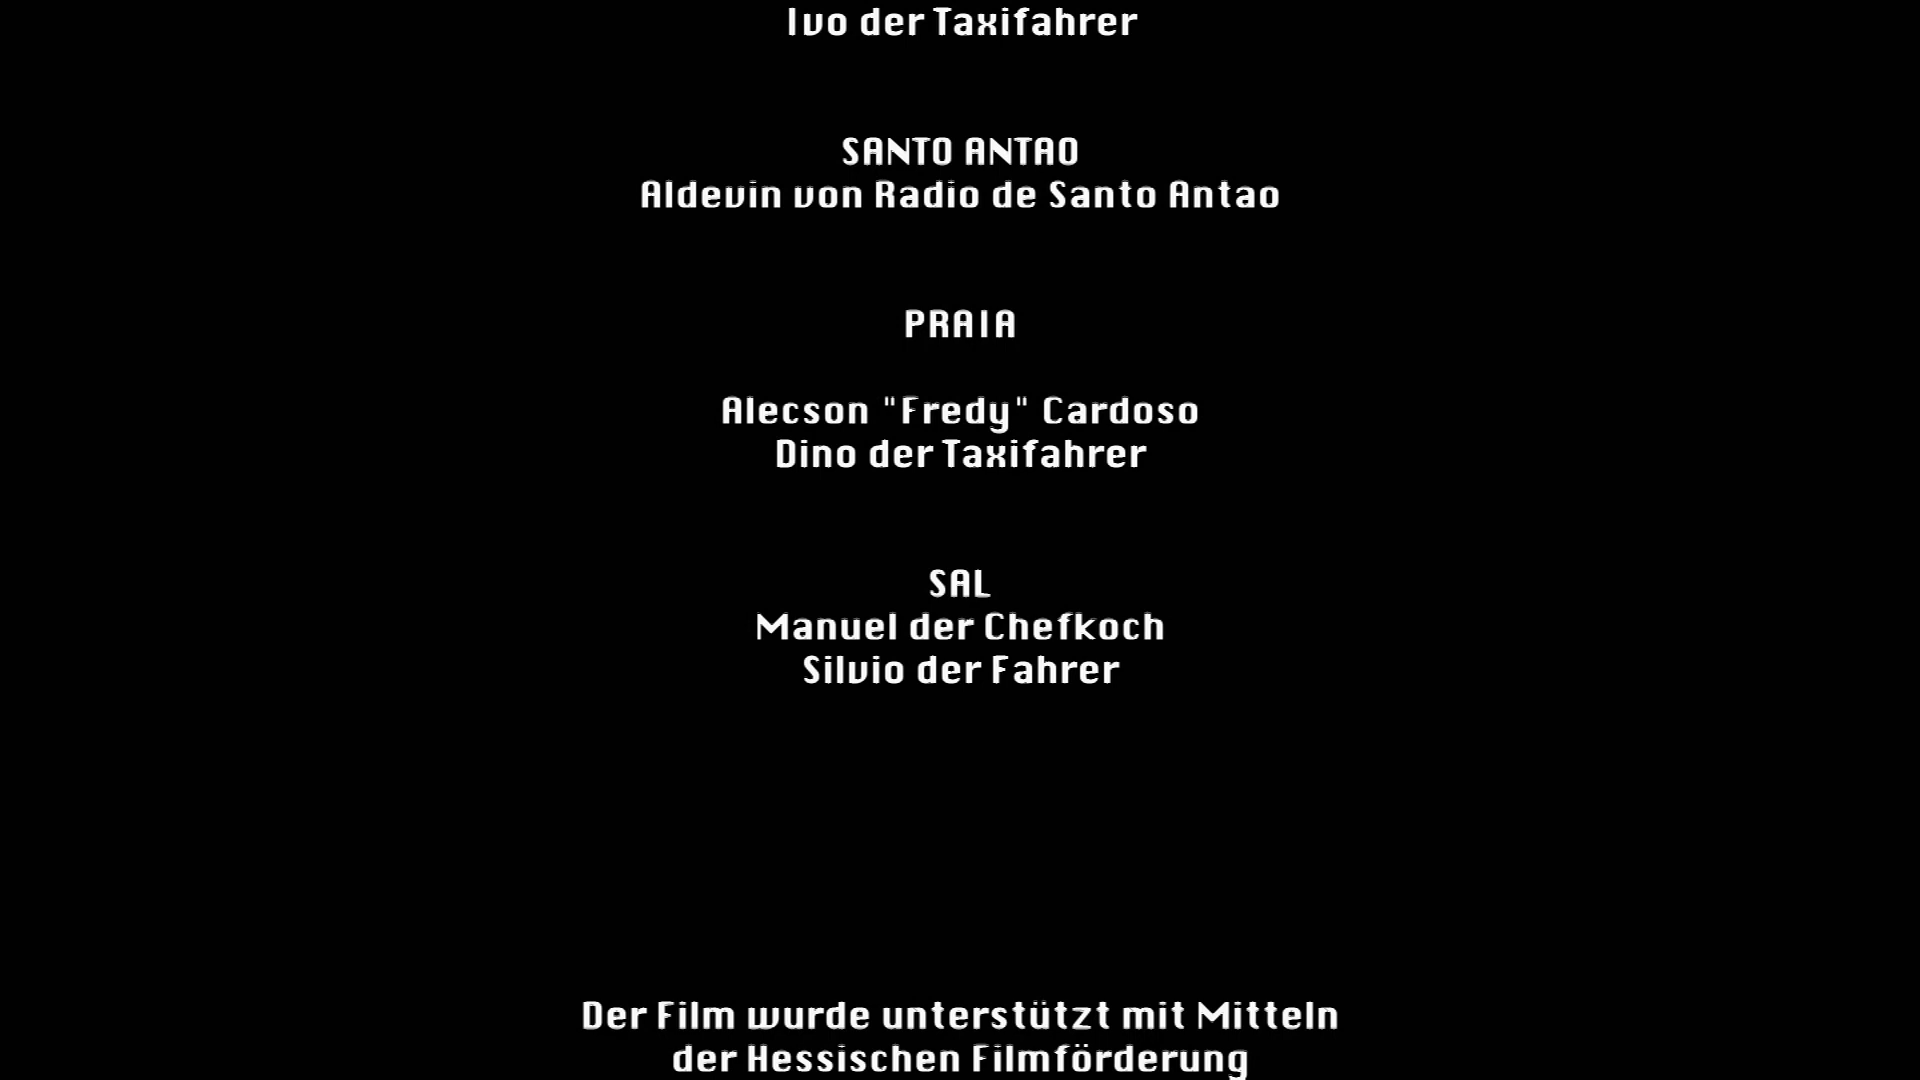 Ivo der Taxifahrer
SANTO ANTAO
Aldevin von Radio de Santo Antao
PRAIA
Alecson "Fredy" Cardoso
Dino der Taxifahrer
SAL
Manuel der Chefkoch
Silvio der Fahrer
Der Film wurde unterstützt mit Mitteln
der Hessischen Filmförderung